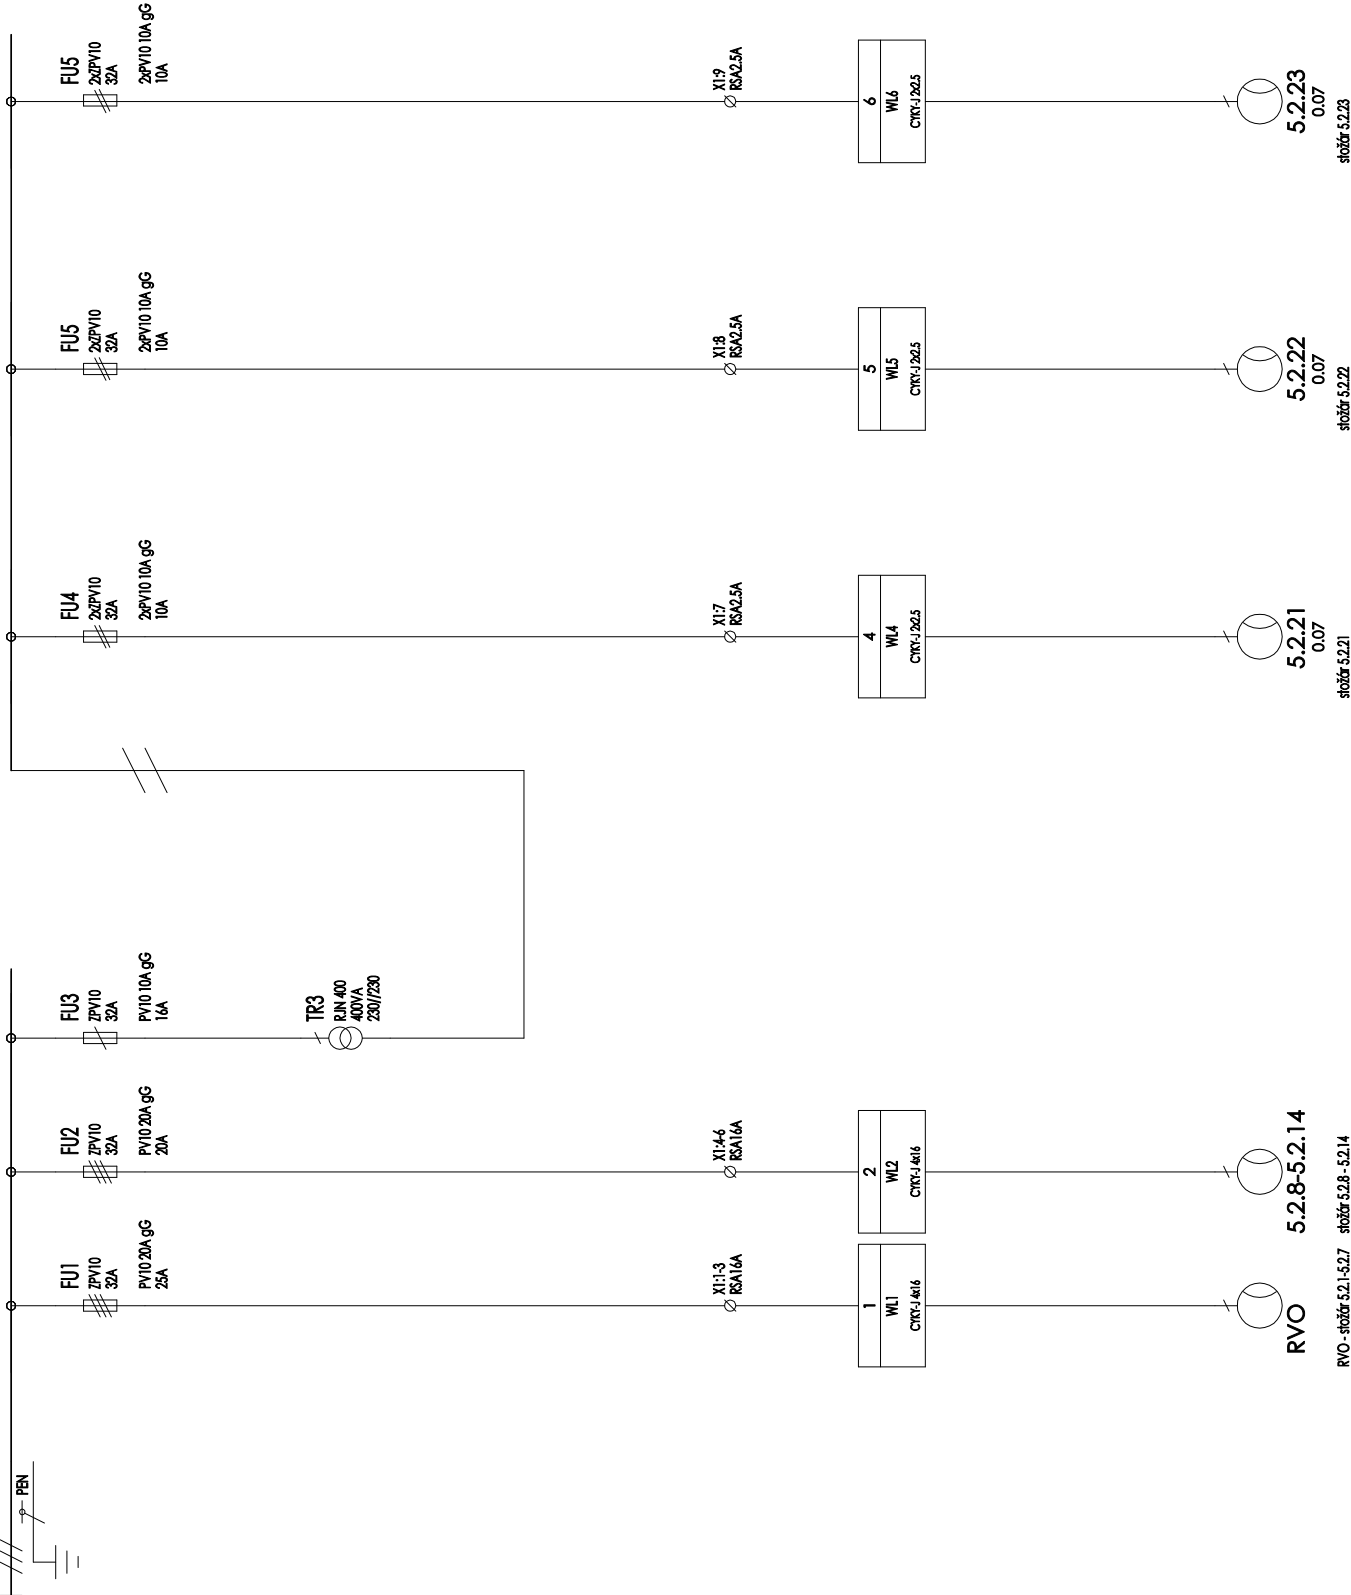 PEN
FU1
ZPV10
32A
PV10 20A gG
25A
X1:1-3
RSA16A
1
WL1
CYKY-J 4x16
RVO
RVO - stožár 5.2.1-5.2.7
FU2
ZPV10
32A
PV10 20A gG
20A
X1:4-6
RSA16A
2
WL2
CYKY-J 4x16
5.2.8-5.2.14
stožár 5.2.8 - 5.2.14
FU3
ZPV10
32A
PV10 10A gG
16A
TR3
RJN 400
400VA
230//230
FU4
2xZPV10
32A
2xPV10 10A gG
10A
X1:7
RSA2.5A
4
WL4
CYKY-J 2x2.5
5.2.21
0.07
stožár 5.2.21
FU5
2xZPV10
32A
2xPV10 10A gG
10A
X1:8
RSA2.5A
5
WL5
CYKY-J 2x2.5
5.2.22
0.07
stožár 5.2.22
FU5
2xZPV10
32A
2xPV10 10A gG
10A
X1:9
RSA2.5A
6
WL6
CYKY-J 2x2.5
5.2.23
0.07
stožár 5.2.23